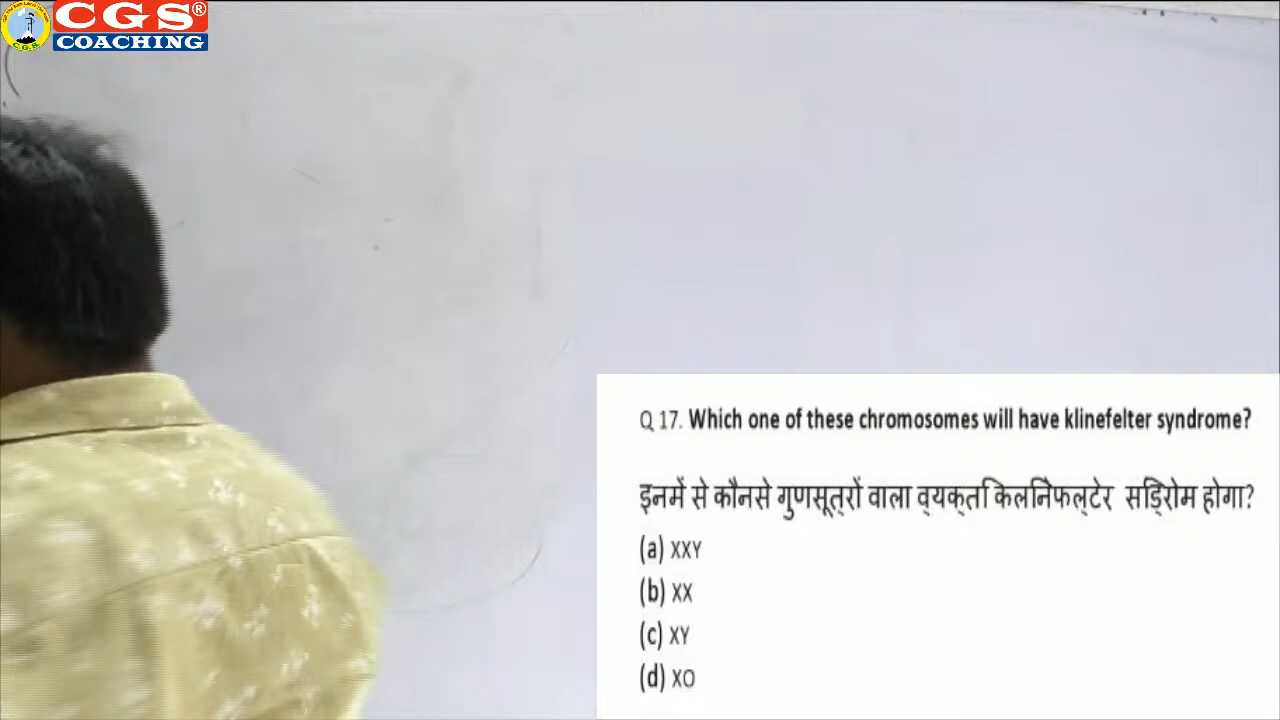 CGS®
COACHING
C.G.S
Q 17. Which one of these chromosomes will have klinefelter syndrome?
इनमें से कौनसे गुणसूत्रों वाला व्यक्ति किलनिफल्टेर सिड्रिोम होगा?
(a) XXY
(b) XX
(c) XY
(d) XO